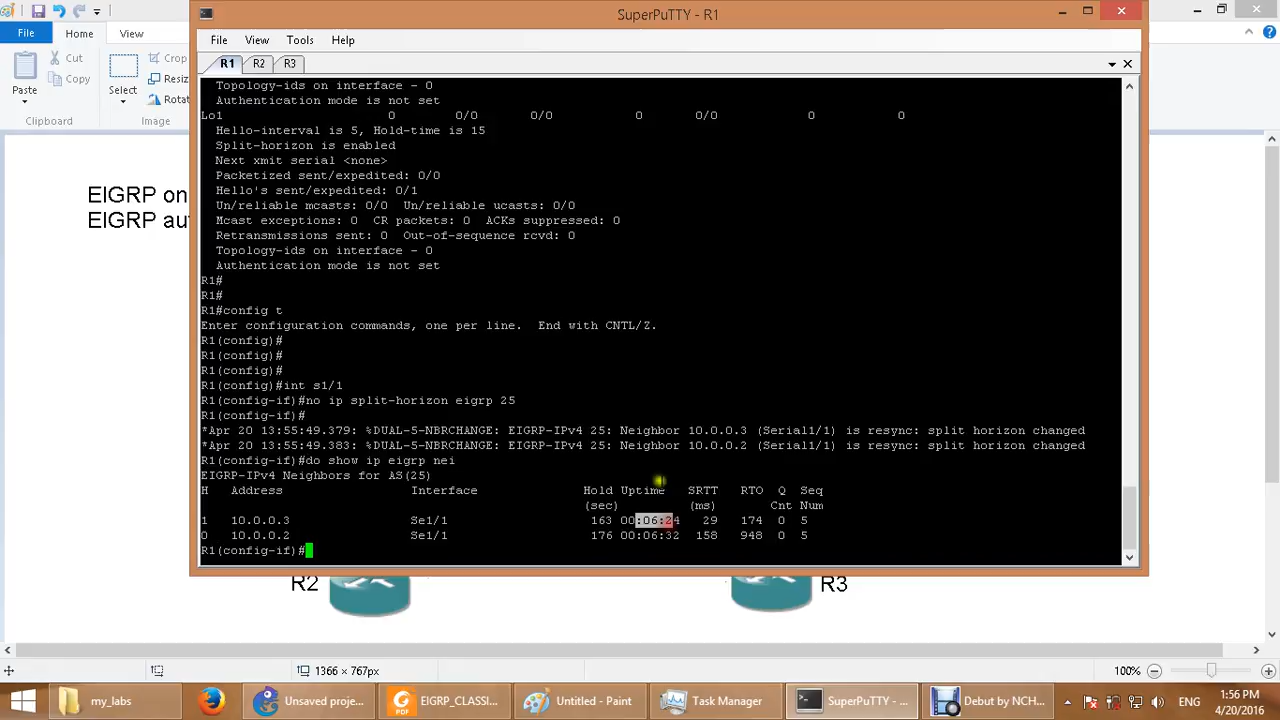 SuperPuTTY - R1
File Home View
File View Tools Help
R1 R2 R3
Paste
Cut
Copy
Clipboard
Select
Crop
Resiz
Rotat
Image
EIGRP on
EIGRP aut
Topology-ids on interface - 0
Authentication mode is not set
Lo1 0 0/0 0/0 0 0/0 0 0
Hello-interval is 5, Hold-time is 15
Split-horizon is enabled
Next xmit serial <none>
Packetized sent/expedited: 0/0
Hello's sent/expedited: 0/1
Un/reliable mcasts: 0/0 Un/reliable ucasts: 0/0
Mcast exceptions: 0 CR packets: 0 ACKs suppressed: 0
Retransmissions sent: 0 Out-of-sequence rcvd: 0
Topology-ids on interface - 0
Authentication mode is not set
R1#
R1#
R1#config t
Enter configuration commands, one per line. End with CNTL/Z.
R1(config)#
R1(config)#
R1(config)#
R1(config)#int s1/1
R1(config-if)#no ip split-horizon eigrp 25
R1(config-if)#
*Apr 20 13:55:49.379: %DUAL-5-NBRCHANGE: EIGRP-IPv4 25: Neighbor 10.0.0.3 (Serial1/1) is resync: split horizon changed
*Apr 20 13:55:49.383: %DUAL-5-NBRCHANGE: EIGRP-IPv4 25: Neighbor 10.0.0.2 (Serial1/1) is resync: split horizon changed
R1(config-if)#do show ip eigrp nei
EIGRP-IPv4 Neighbors for AS(25)
H Address Interface Hold Uptime SRTT RTO Q Seq
(sec) (ms) Cnt Num
1 10.0.0.3 Se1/1 163 00:06:24 29 174 0 5
0 10.0.0.2 Se1/1 176 00:06:32 158 948 0 5
R1(config-if)#
R2 R3
1366 × 767px 100%
my_labs Unsaved proje... EIGRP_CLASSI... Untitled - Paint Task Manager SuperPuTTY - ... Debut by NCH... ENG 1:56 PM
4/20/2016